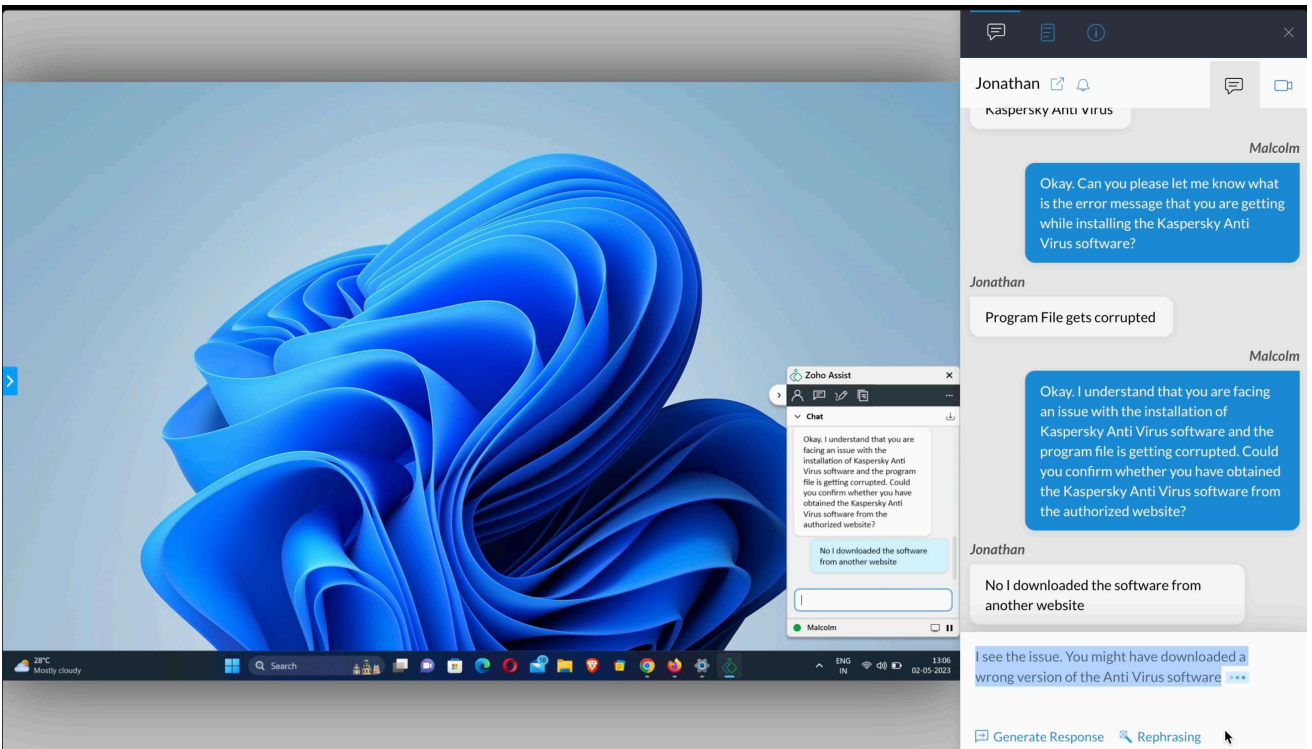 Zoho Assist
Chat
Okay. I understand that you are
facing an issue with the
installation of Kaspersky Anti
Virus software and the program
file is getting corrupted. Could
you confirm whether you have
obtained the Kaspersky Anti
Virus software from the
authorized website?
No I downloaded the software
from another website
Malcolm
28°C
Mostly cloudy
Search
ENG
IN
13:06
02-05-2023
Jonathan
Kaspersky Anti Virus
Malcolm
Okay. Can you please let me know what
is the error message that you are getting
while installing the Kaspersky Anti
Virus software?
Jonathan
Program File gets corrupted
Malcolm
Okay. I understand that you are facing
an issue with the installation of
Kaspersky Anti Virus software and the
program file is getting corrupted. Could
you confirm whether you have obtained
the Kaspersky Anti Virus software from
the authorized website?
Jonathan
No I downloaded the software from
another website
I see the issue. You might have downloaded a
wrong version of the Anti Virus software
Generate Response Rephrasing